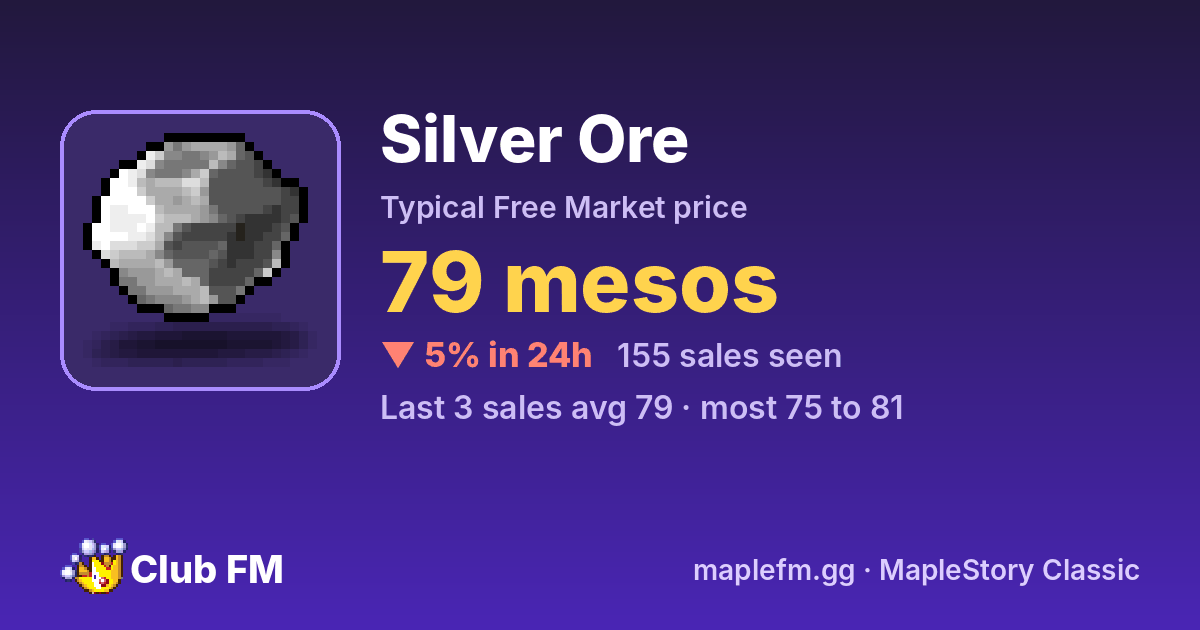 Silver Ore
Typical Free Market price
79 mesos
▼ 5% in 24h 155 sales seen
Last 3 sales avg 79 · most 75 to 81
Club FM
maplefm.gg · MapleStory Classic